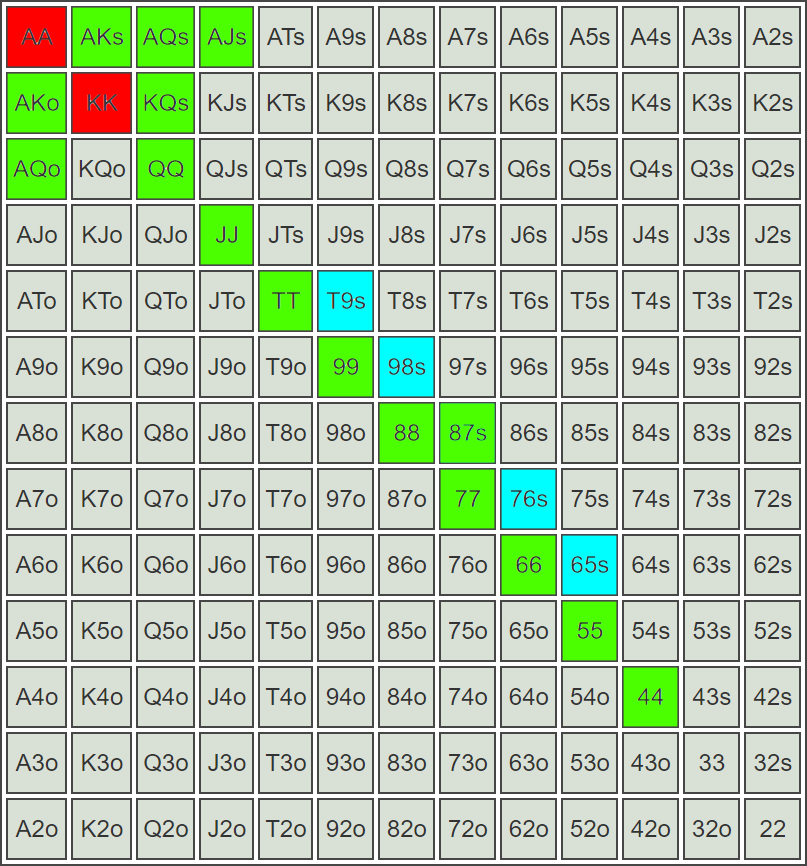 AA AKs AQs AJs ATs A9s A8s A7s A6s A5s A4s A3s A2s
AKo KK KQs KJs KTs K9s K8s K7s K6s K5s K4s K3s K2s
AQo KQo QQ QJs QTs Q9s Q8s Q7s Q6s Q5s Q4s Q3s Q2s
AJo KJo QJo JJ JTs J9s J8s J7s J6s J5s J4s J3s J2s
ATo KTo QTo JTo TT T9s T8s T7s T6s T5s T4s T3s T2s
A9o K9o Q9o J9o T9o 99 98s 97s 96s 95s 94s 93s 92s
A8o K8o Q8o J8o T8o 98o 88 87s 86s 85s 84s 83s 82s
A7o K7o Q7o J7o T7o 97o 87o 77 76s 75s 74s 73s 72s
A6o K6o Q6o J6o T6o 96o 86o 76o 66 65s 64s 63s 62s
A5o K5o Q5o J5o T5o 95o 85o 75o 65o 55 54s 53s 52s
A4o K4o Q4o J4o T4o 94o 84o 74o 64o 54o 44 43s 42s
A3o K3o Q3o J3o T3o 93o 83o 73o 63o 53o 43o 33 32s
A2o K2o Q2o J2o T2o 92o 82o 72o 62o 52o 42o 32o 22